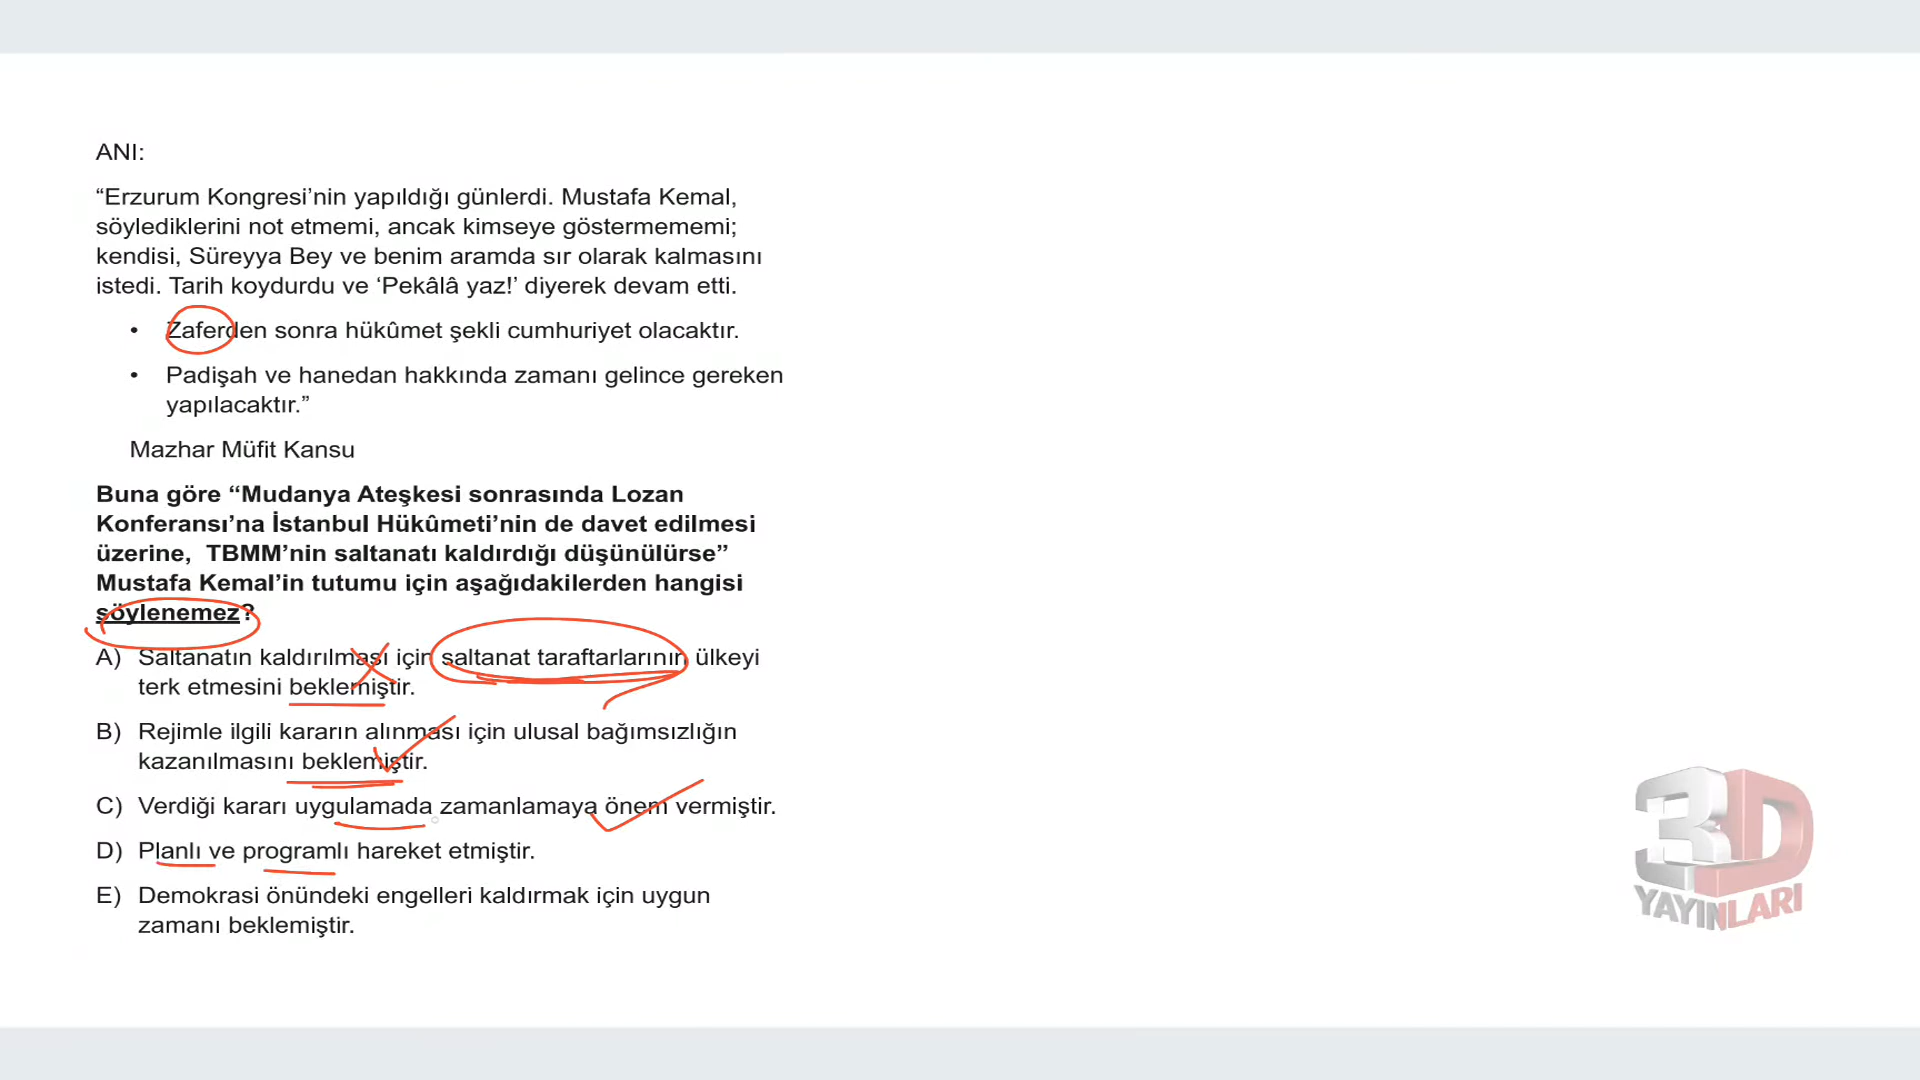 ANI:
“Erzurum Kongresi’nin yapıldığı günlerdi. Mustafa Kemal,
söylediklerini not etmemi, ancak kimseye göstermememi;
kendisi, Süreyya Bey ve benim aramda sır olarak kalmasını
istedi. Tarih koydurdu ve ‘Pekâlâ yaz!’ diyerek devam etti.
• Zaferden sonra hükûmet şekli cumhuriyet olacaktır.
• Padişah ve hanedan hakkında zamanı gelince gereken
yapılacaktır.”
Mazhar Müfit Kansu
Buna göre “Mudanya Ateşkesi sonrasında Lozan
Konferansı’na İstanbul Hükûmeti’nin de davet edilmesi
üzerine, TBMM’nin saltanatı kaldırdığı düşünülürse”
Mustafa Kemal’in tutumu için aşağıdakilerden hangisi
söylenemez?
A) Saltanatın kaldırılması için saltanat taraftarlarının ülkeyi
terk etmesini beklemiştir.
B) Rejimle ilgili kararın alınması için ulusal bağımsızlığın
kazanılmasını beklemiştir.
C) Verdiği kararı uygulamada zamanlamaya önem vermiştir.
D) Planlı ve programlı hareket etmiştir.
E) Demokrasi önündeki engelleri kaldırmak için uygun
zamanı beklemiştir.
3D
YAYINLARI